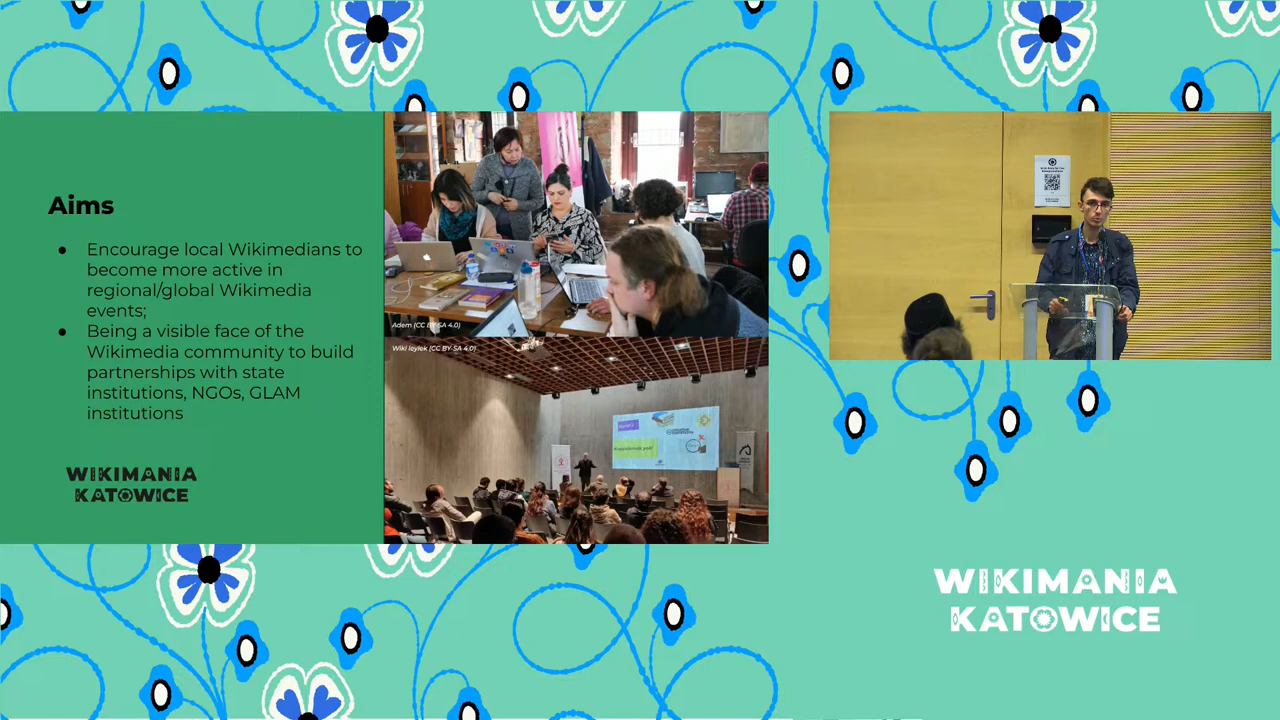 Aims
● Encourage local Wikimedians to
become more active in
regional/global Wikimedia
events;
● Being a visible face of the
Wikimedia community to build
partnerships with state
institutions, NGOs, GLAM
institutions
WIKIMANIA
KATOWICE
Adem (CC BY-SA 4.0)
Wiki leylek (CC BY-SA 4.0)
WIKIMANIA
KATOWICE